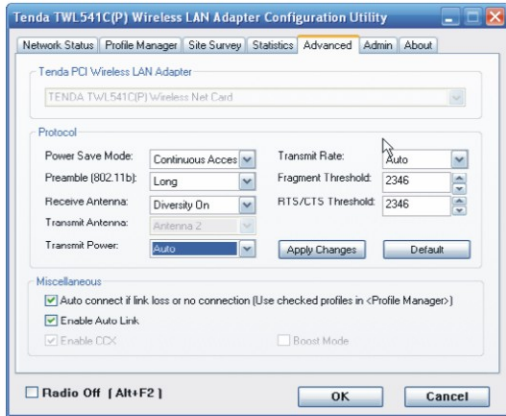 Tenda TWL541C(P) Wireless LAN Adapter Configuration Utility
Network Status Profile Manager Site Survey Statistics Advanced Admin About
Tenda PCI Wireless LAN Adapter
TENDA TWL541C(P) Wireless Net Card
Protocol
Power Save Mode: Continuous Acces Transmit Rate: Auto
Preamble (802.11b): Long Fragment Threshold: 2346
Receive Antenna: Diversity On RTS/CTS Threshold: 2346
Transmit Antenna: Antenna 2
Transmit Power: Auto Apply Changes Default
Miscellaneous
Auto connect if link loss or no connection (Use checked profiles in <Profile Manager>)
Enable Auto Link
Enable CCX Boost Mode
Radio Off [Alt+F2] OK Cancel